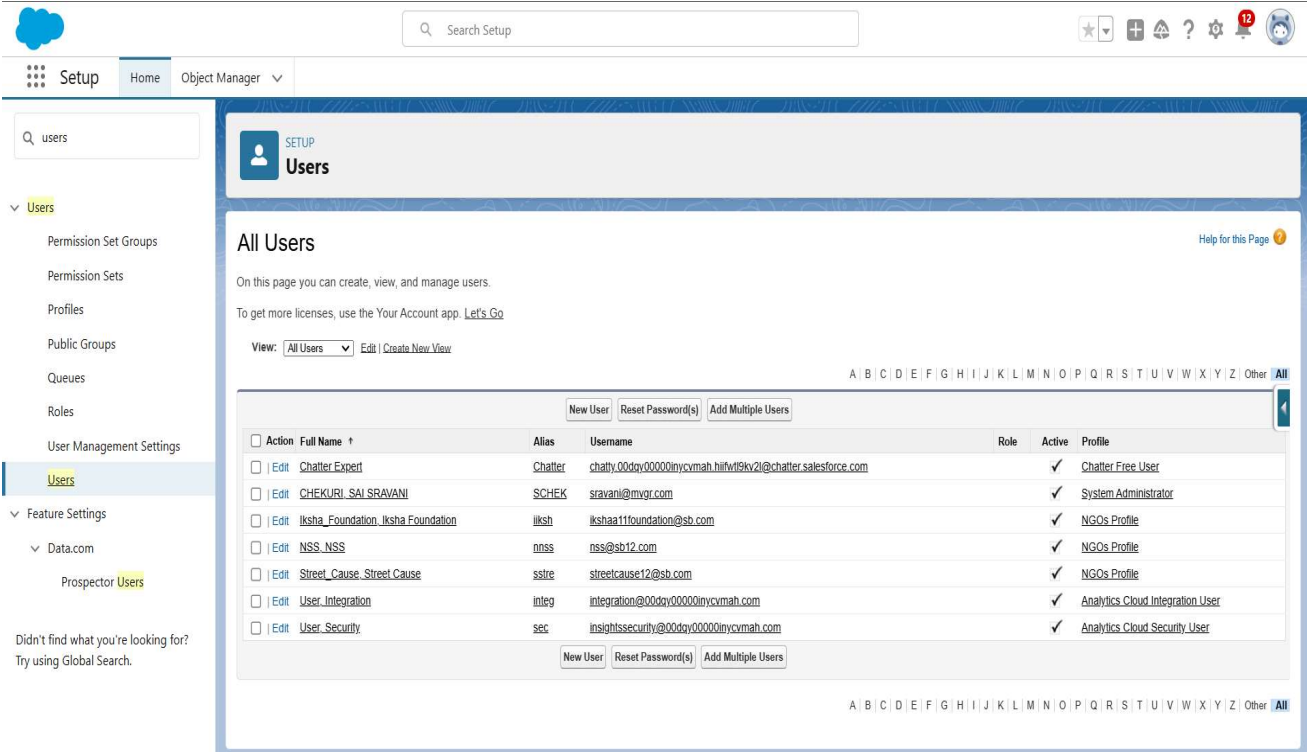 Search Setup
12
Setup Home Object Manager
users
SETUP
Users
Users
Permission Set Groups
Permission Sets
Profiles
Public Groups
Queues
Roles
User Management Settings
Users
Feature Settings
Data.com
Prospector Users
Didn't find what you're looking for?
Try using Global Search.
All Users
Help for this Page ?
On this page you can create, view, and manage users.
To get more licenses, use the Your Account app. Let's Go
View: All Users Edit | Create New View
A | B | C | D | E | F | G | H | I | J | K | L | M | N | O | P | Q | R | S | T | U | V | W | X | Y | Z | Other All
New User Reset Password(s) Add Multiple Users
Action Full Name ↑ Alias Username Role Active Profile
| Edit Chatter Expert Chatter chatty.00dqy00000inycvmah.hiifwtl9kv2l@chatter.salesforce.com ✓ Chatter Free User
| Edit CHEKURI, SAI SRAVANI SCHEK sravani@mvgr.com ✓ System Administrator
| Edit Iksha_Foundation, Iksha Foundation iiksh ikshaa11foundation@sb.com ✓ NGOs Profile
| Edit NSS, NSS nnss nss@sb12.com ✓ NGOs Profile
| Edit Street_Cause, Street Cause sstre streetcause12@sb.com ✓ NGOs Profile
| Edit User, Integration integ integration@00dqy00000inycvmah.com ✓ Analytics Cloud Integration User
| Edit User, Security sec insightssecurity@00dqy00000inycvmah.com ✓ Analytics Cloud Security User
New User Reset Password(s) Add Multiple Users
A | B | C | D | E | F | G | H | I | J | K | L | M | N | O | P | Q | R | S | T | U | V | W | X | Y | Z | Other All